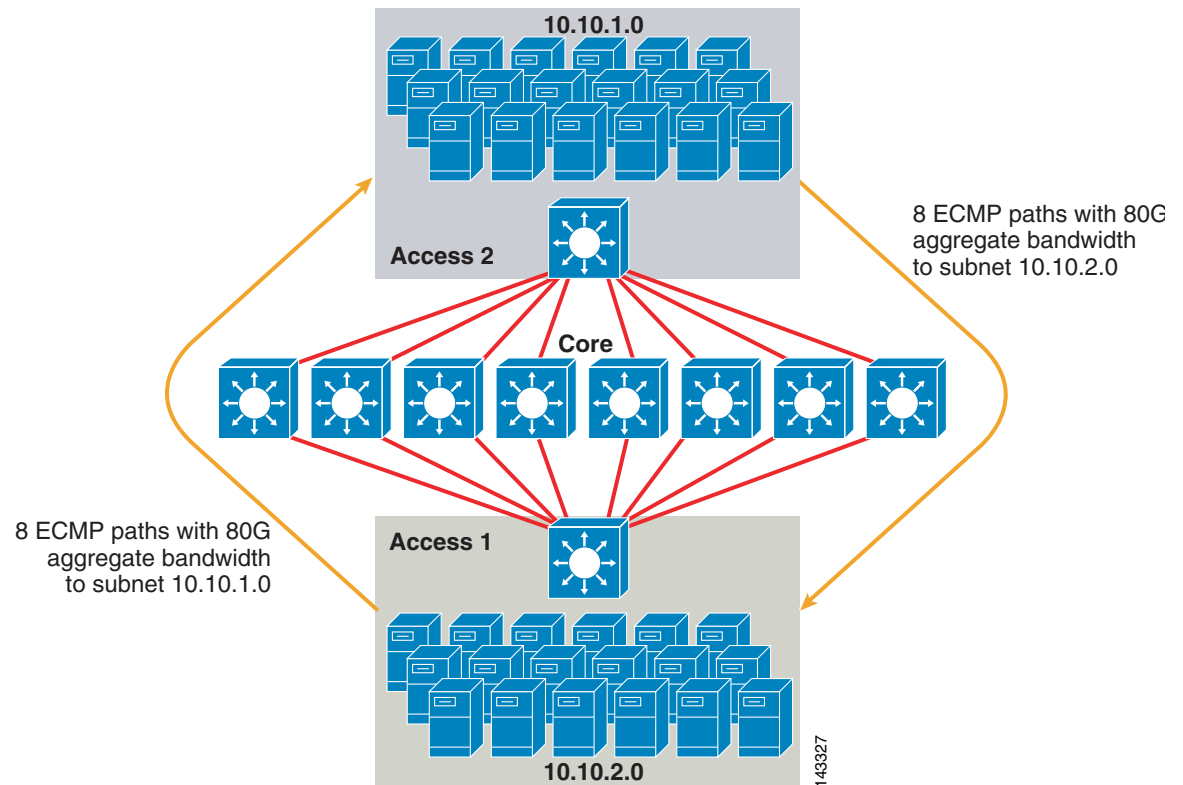 10.10.1.0
8 ECMP paths with 80G
aggregate bandwidth
to subnet 10.10.2.0
Access 2
Core
8 ECMP paths with 80G
aggregate bandwidth
to subnet 10.10.1.0
Access 1
10.10.2.0
143327